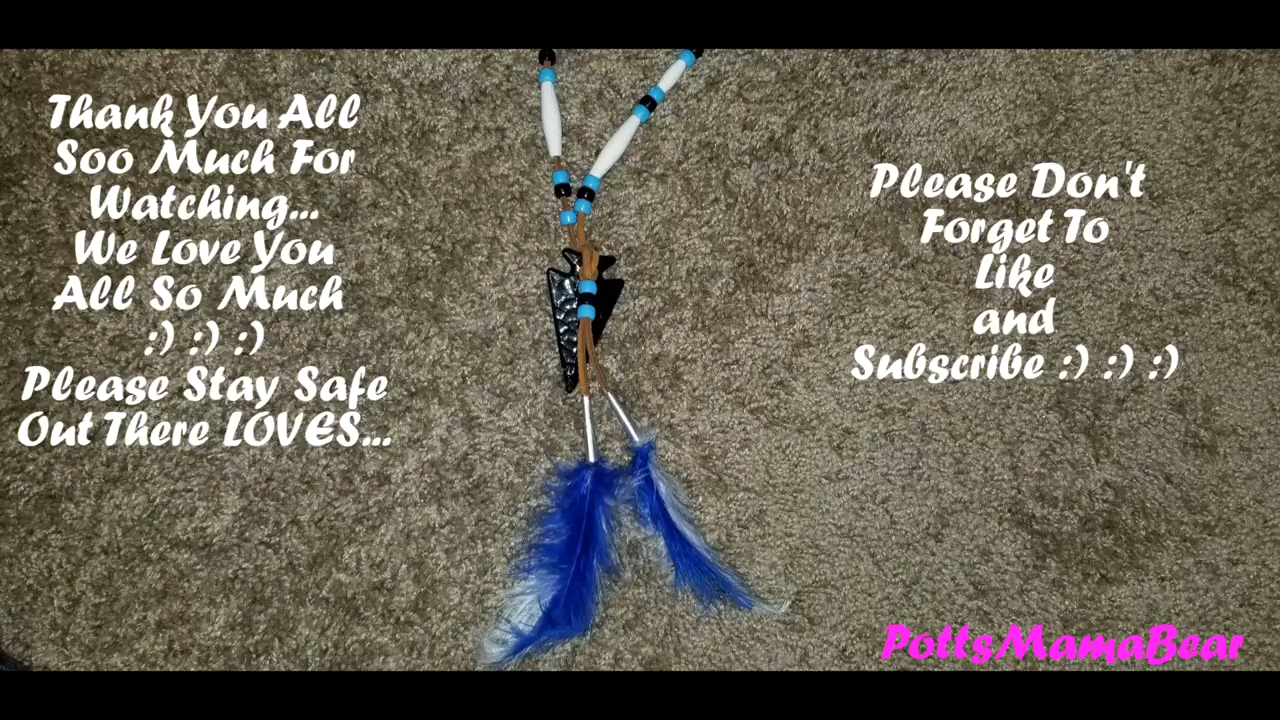 Thank You All
Soo Much For
Watching...
We Love You
All So Much
:) :) :)
Please Stay Safe
Out There LOVES...
Please Don't
Forget To
Like
and
Subscribe :) :) :)
PottsMamaBear